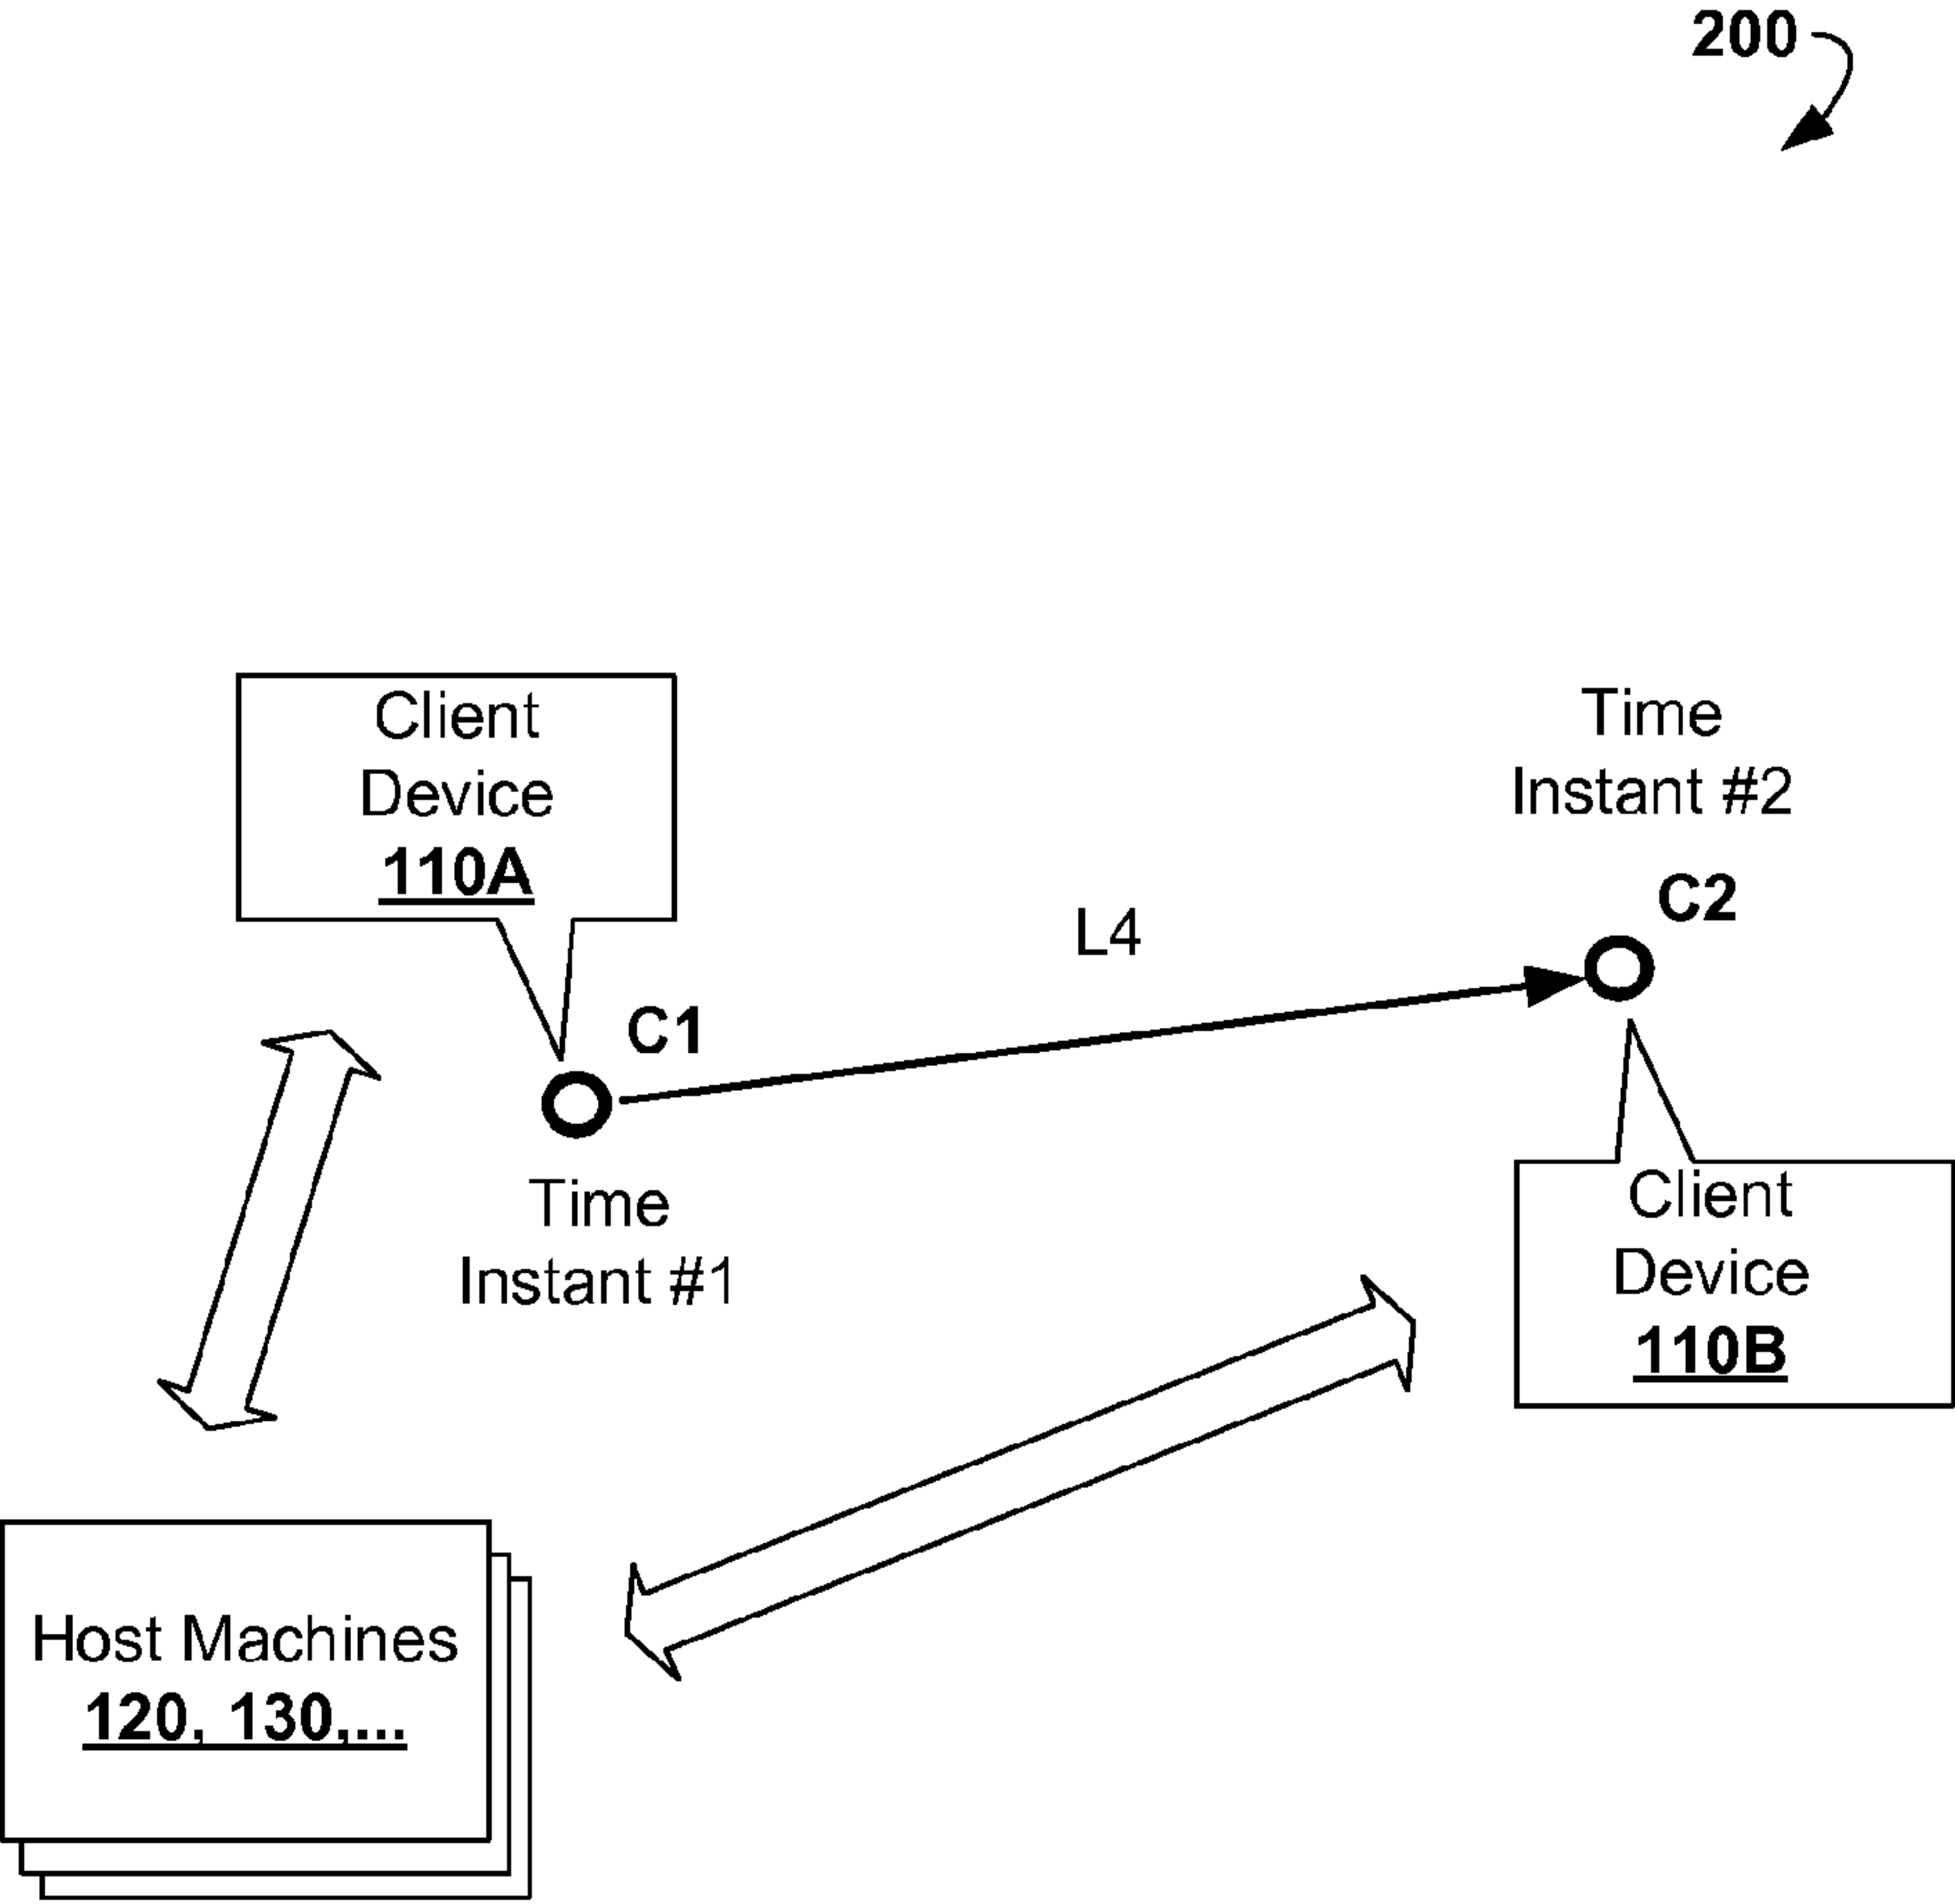 200
Client
Device
110A
Time
Instant #2
C2
L4
C1
Time
Instant #1
Client
Device
110B
Host Machines
120, 130,...